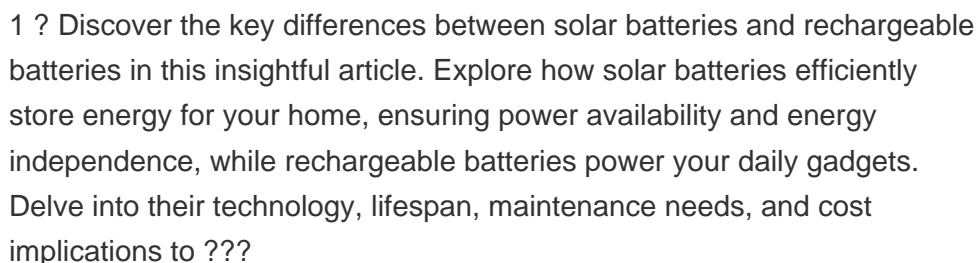 1 ? Discover the key differences between solar batteries and rechargeable
batteries in this insightful article. Explore how solar batteries efficiently
store energy for your home, ensuring power availability and energy
independence, while rechargeable batteries power your daily gadgets.
Delve into their technology, lifespan, maintenance needs, and cost
implications to ???